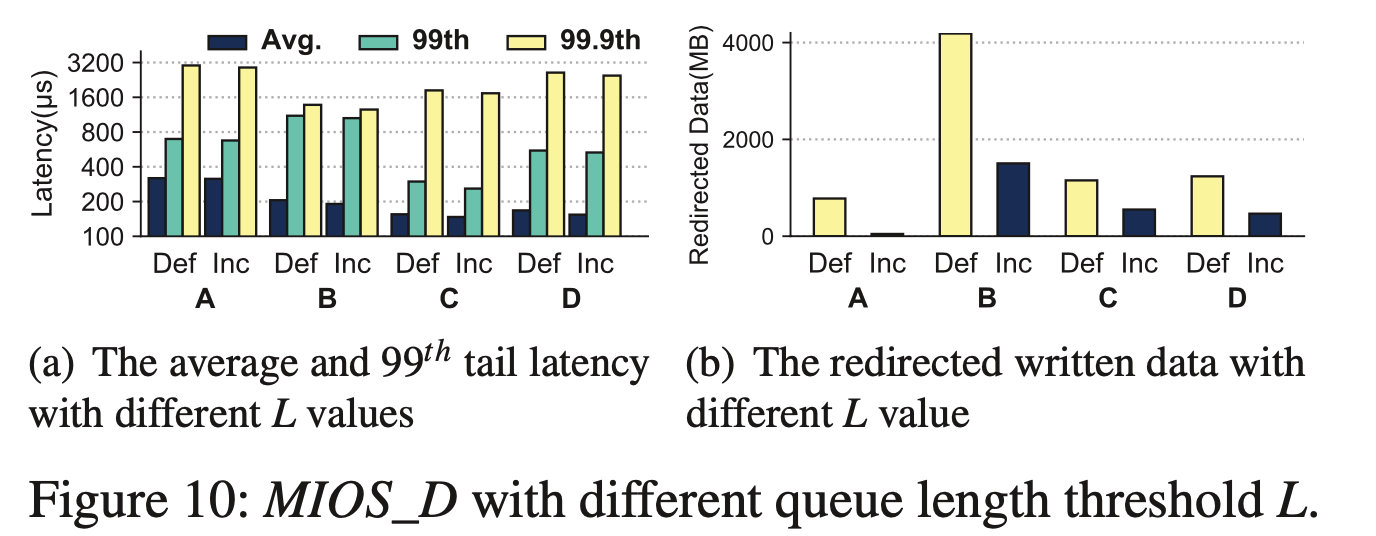 Avg. 99th 99.9th
Latency(μs)
3200
1600
800
400
200
100
Def Inc Def Inc Def Inc Def Inc
A B C D
Redirected Data(MB)
4000
2000
0
Def Inc Def Inc Def Inc Def Inc
A B C D
(a) The average and 99th tail latency
with different L values
(b) The redirected written data with
different L value
Figure 10: MIOS_D with different queue length threshold L.